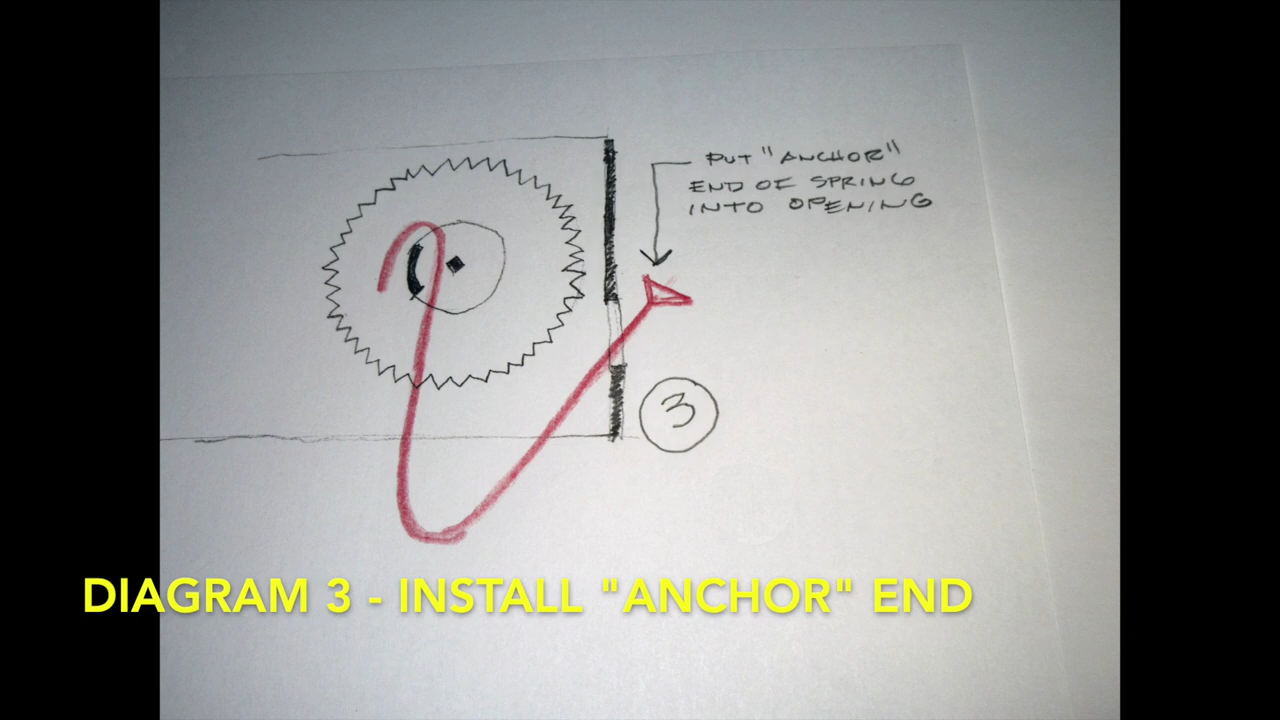 PUT "ANCHOR"
END OF SPRING
INTO OPENING
3
DIAGRAM 3 - INSTALL "ANCHOR" END